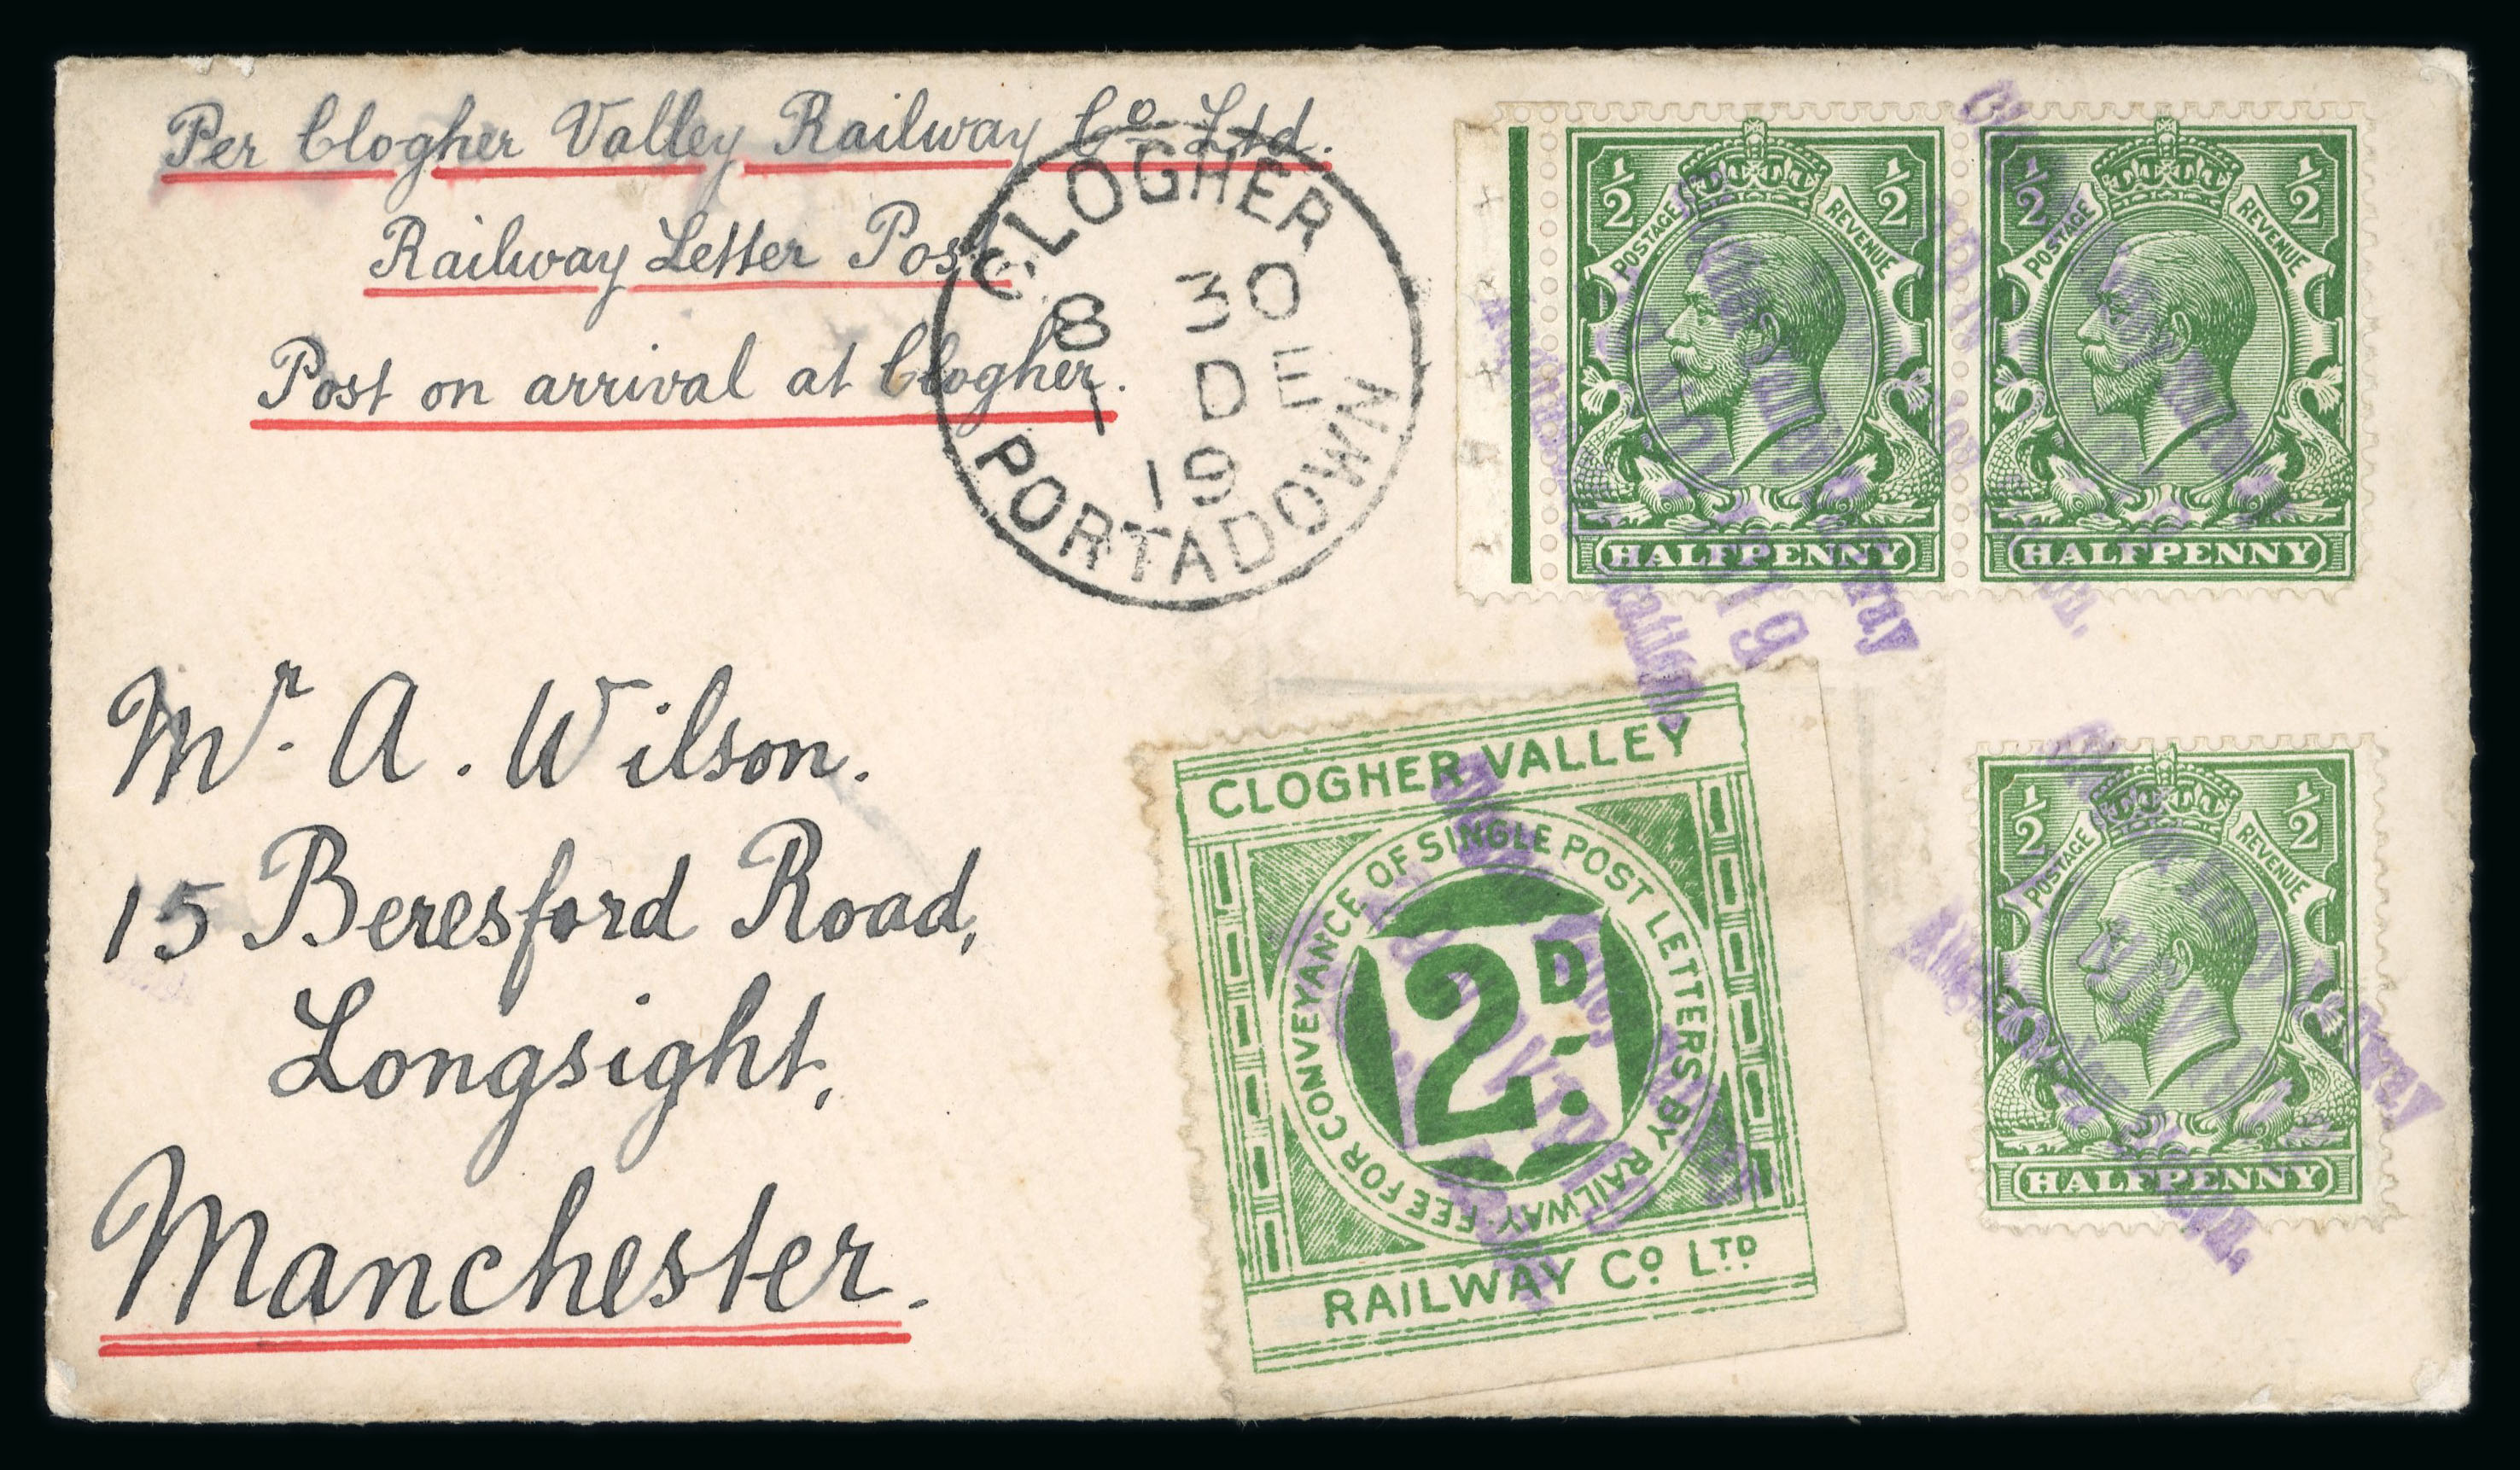 Per Clogher Valley Railway Co. Ltd.
Railway Letter Post
Post on arrival at Clogher.
CLOGHER
8 30
1 D E
19
PORTADOWN
½ ½
POSTAGE REVENUE
HALFPENNY
½ ½
POSTAGE REVENUE
HALFPENNY
19
Mr. A. Wilson.
15 Beresford Road,
Longsight,
Manchester.
CLOGHER VALLEY
FEE FOR CONVEYANCE OF SINGLE POST LETTERS BY RAILWAY
2D.
RAILWAY Co LTD
½ ½
POSTAGE REVENUE
HALFPENNY